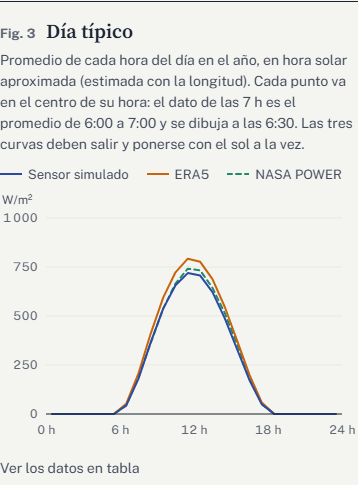 Fig. 3 Día típico
Promedio de cada hora del día en el año, en hora solar
aproximada (estimada con la longitud). Cada punto va
en el centro de su hora: el dato de las 7 h es el
promedio de 6:00 a 7:00 y se dibuja a las 6:30. Las tres
curvas deben salir y ponerse con el sol a la vez.
Sensor simulado ERA5 NASA POWER
W/m²
1 000
750
500
250
0
0 h 6 h 12 h 18 h 24 h
Ver los datos en tabla